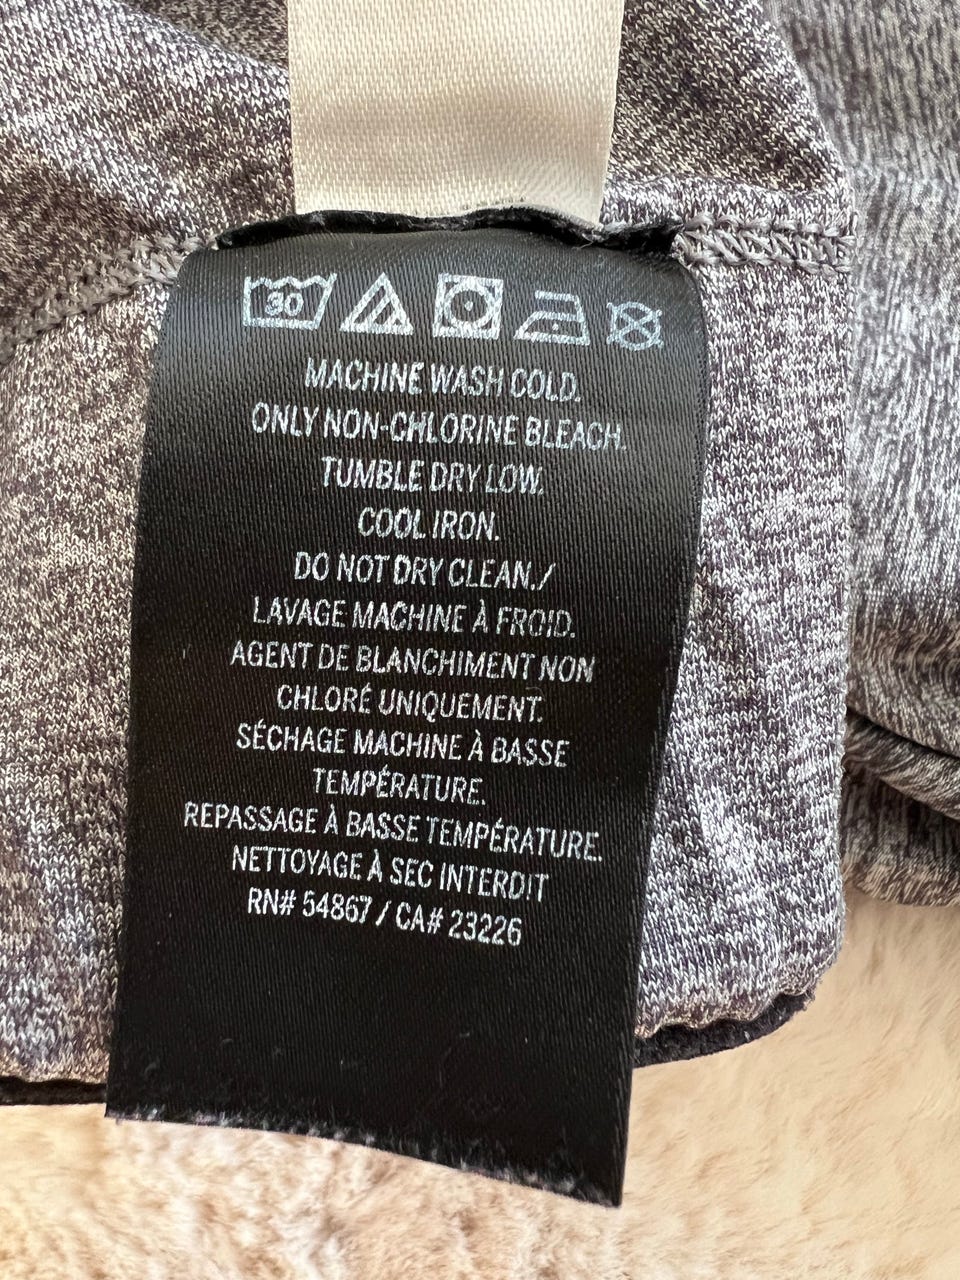 30
MACHINE WASH COLD.
ONLY NON-CHLORINE BLEACH.
TUMBLE DRY LOW.
COOL IRON.
DO NOT DRY CLEAN./
LAVAGE MACHINE À FROID.
AGENT DE BLANCHIMENT NON
CHLORÉ UNIQUEMENT.
SÉCHAGE MACHINE À BASSE
TEMPÉRATURE.
REPASSAGE À BASSE TEMPÉRATURE.
NETTOYAGE À SEC INTERDIT
RN# 54867 / CA# 23226